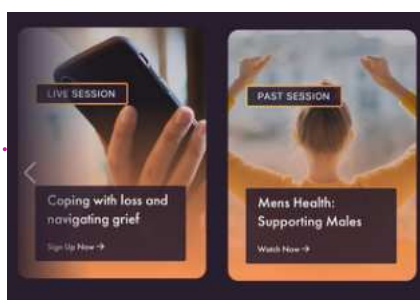 LIVE SESSION
Coping with loss and
navigating grief
Sign Up Now →
PAST SESSION
Mens Health:
Supporting Males
Watch Now →